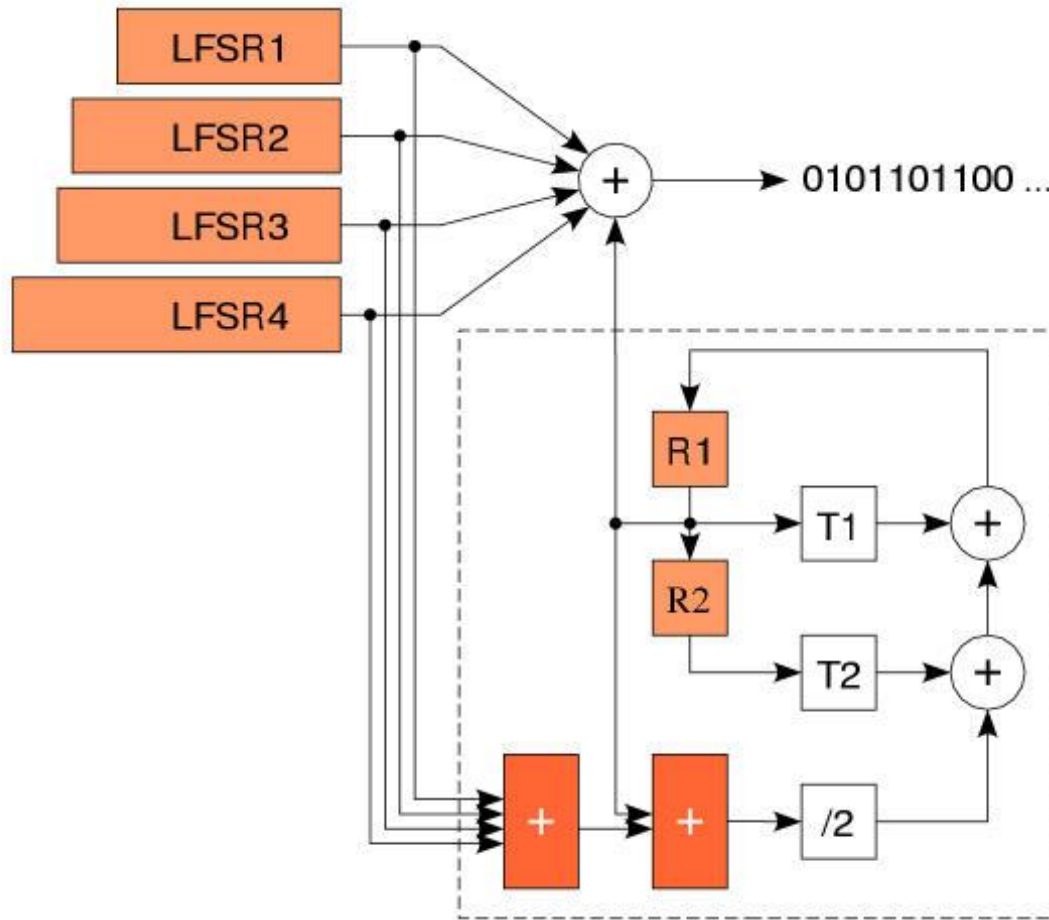 LFSR1
LFSR2
LFSR3
LFSR4
+
0101101100 ...
R1
T1
+
R2
T2
+
+
+
/2